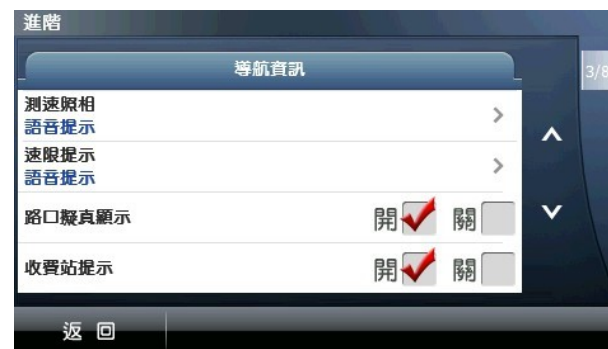 進階
導航資訊
3/8
測速照相
語音提示
速限提示
語音提示
路口擬真顯示 開 關
收費站提示 開 關
返回